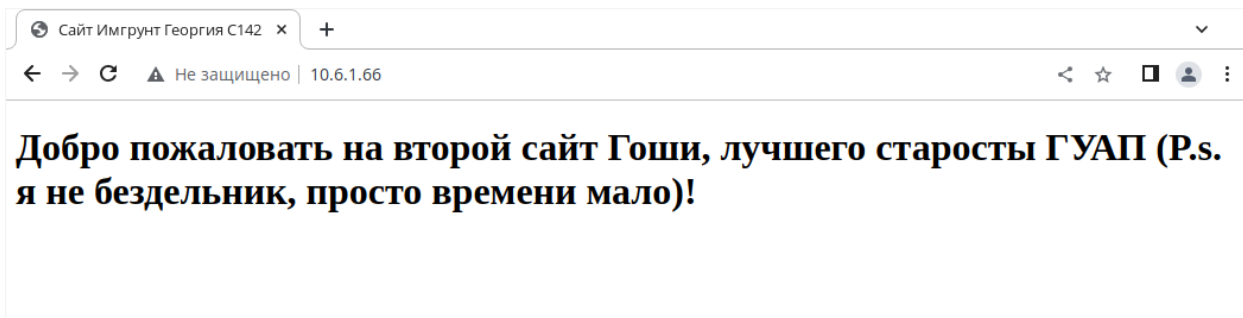 Сайт Имгрунт Георгия С142
Не защищено 10.6.1.66
Добро пожаловать на второй сайт Гоши, лучшего старосты ГУАП (P.s.
я не бездельник, просто времени мало)!